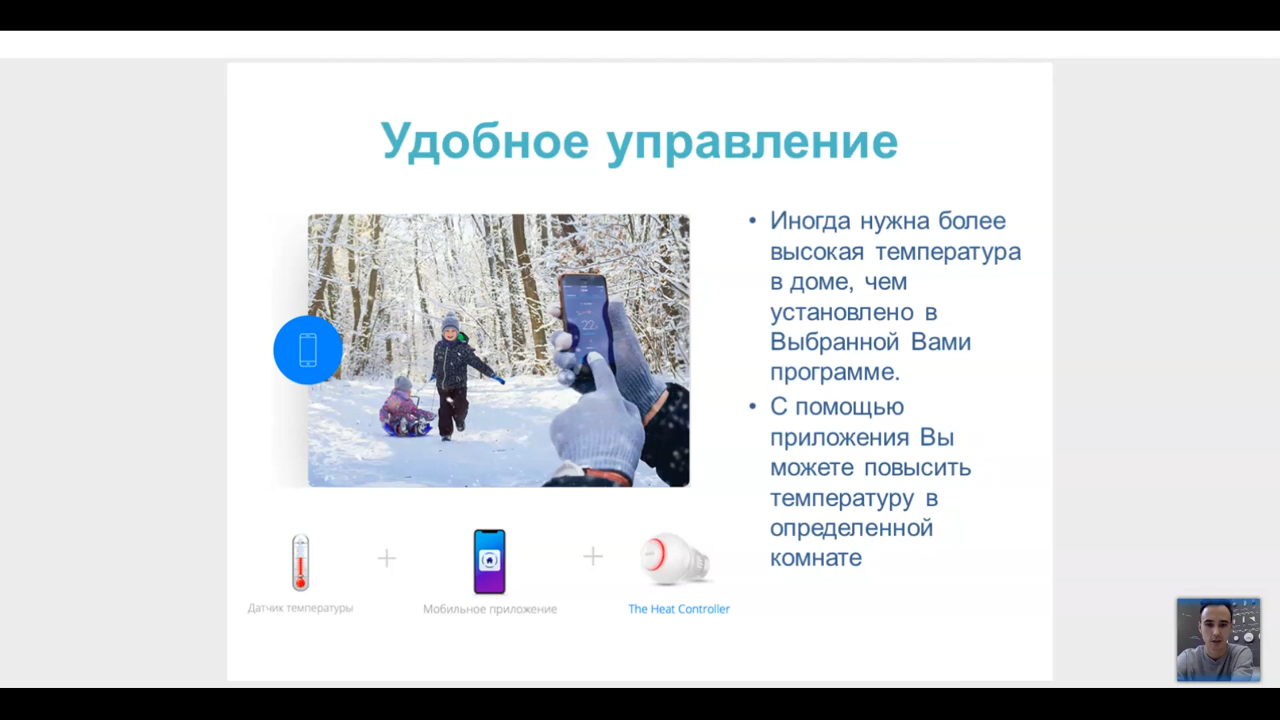 Удобное управление
• Иногда нужна более
высокая температура
в доме, чем
установлено в
Выбранной Вами
программе.
• С помощью
приложения Вы
можете повысить
температуру в
определенной
комнате
22
Датчик температуры
Мобильное приложение
The Heat Controller